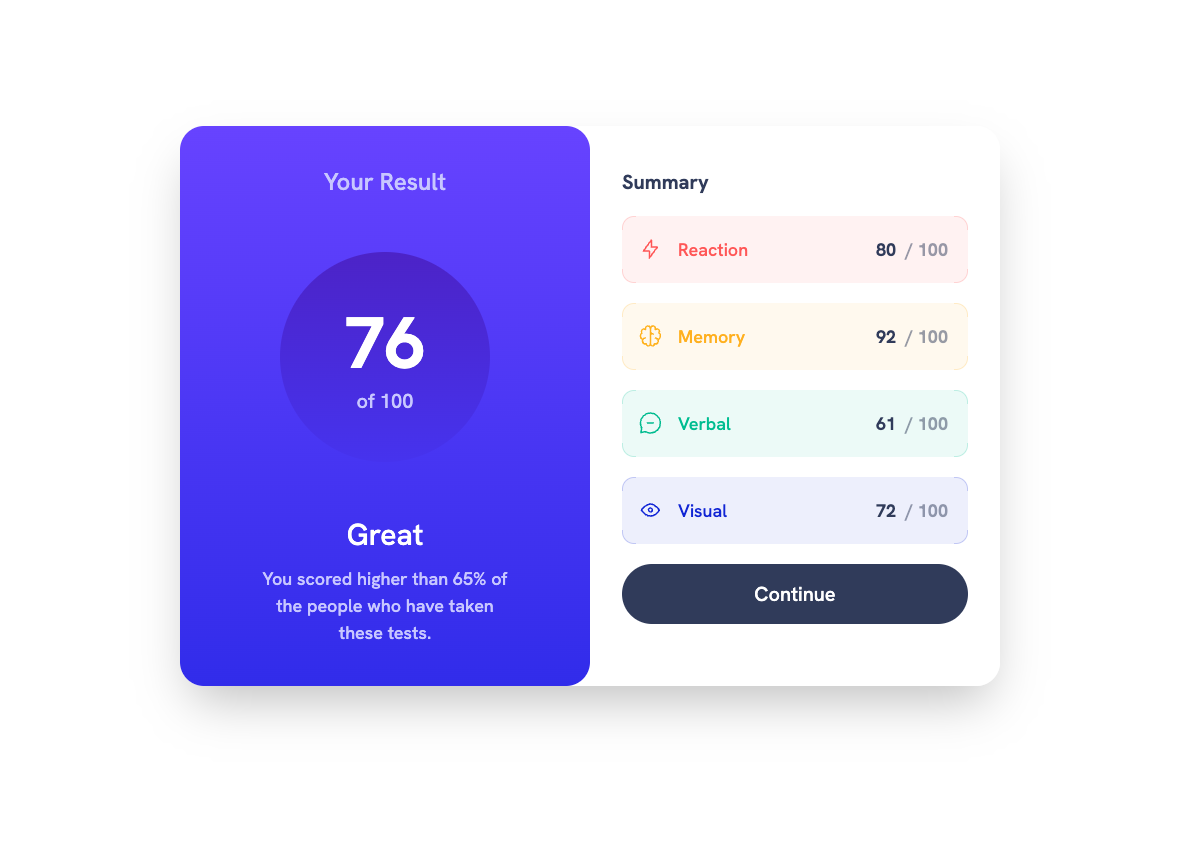 Your Result
76
of 100
Great
You scored higher than 65% of
the people who have taken
these tests.
Summary
Reaction 80 / 100
Memory 92 / 100
Verbal 61 / 100
Visual 72 / 100
Continue